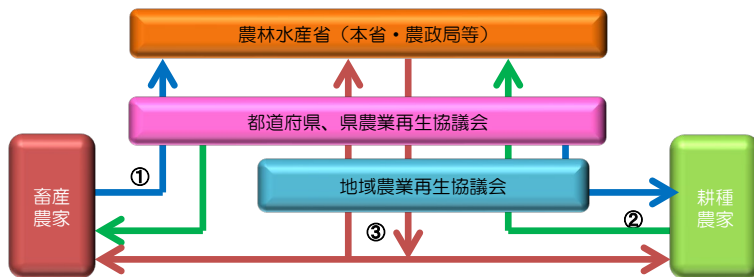 農林水産省（本省・農政局等）
都道府県、県農業再生協議会
①
地域農業再生協議会
畜産
農家
耕種
農家
②
③